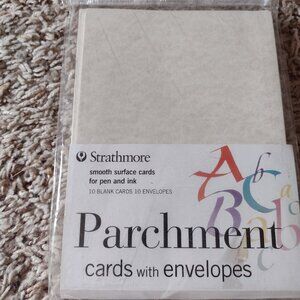 Strathmore
smooth surface cards
for pen and ink
10 BLANK CARDS 10 ENVELOPES
Parchment
cards with envelopes